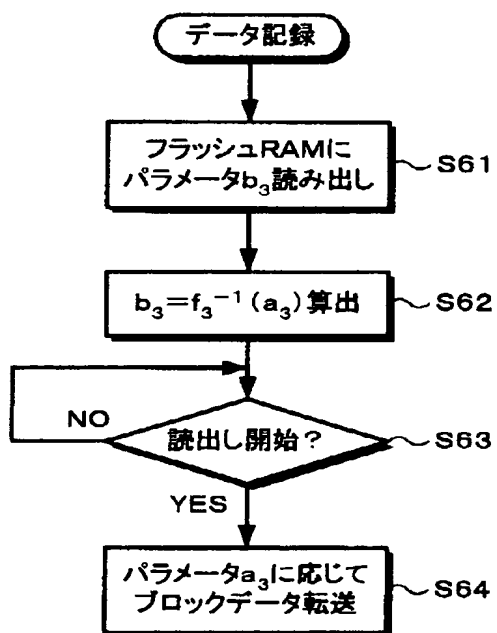 データ記録
フラッシュRAMに
パラメータb₃読み出し
S61
b₃=f₃⁻¹(a₃)算出
S62
NO
読出し開始?
S63
YES
パラメータa₃に応じて
ブロックデータ転送
S64